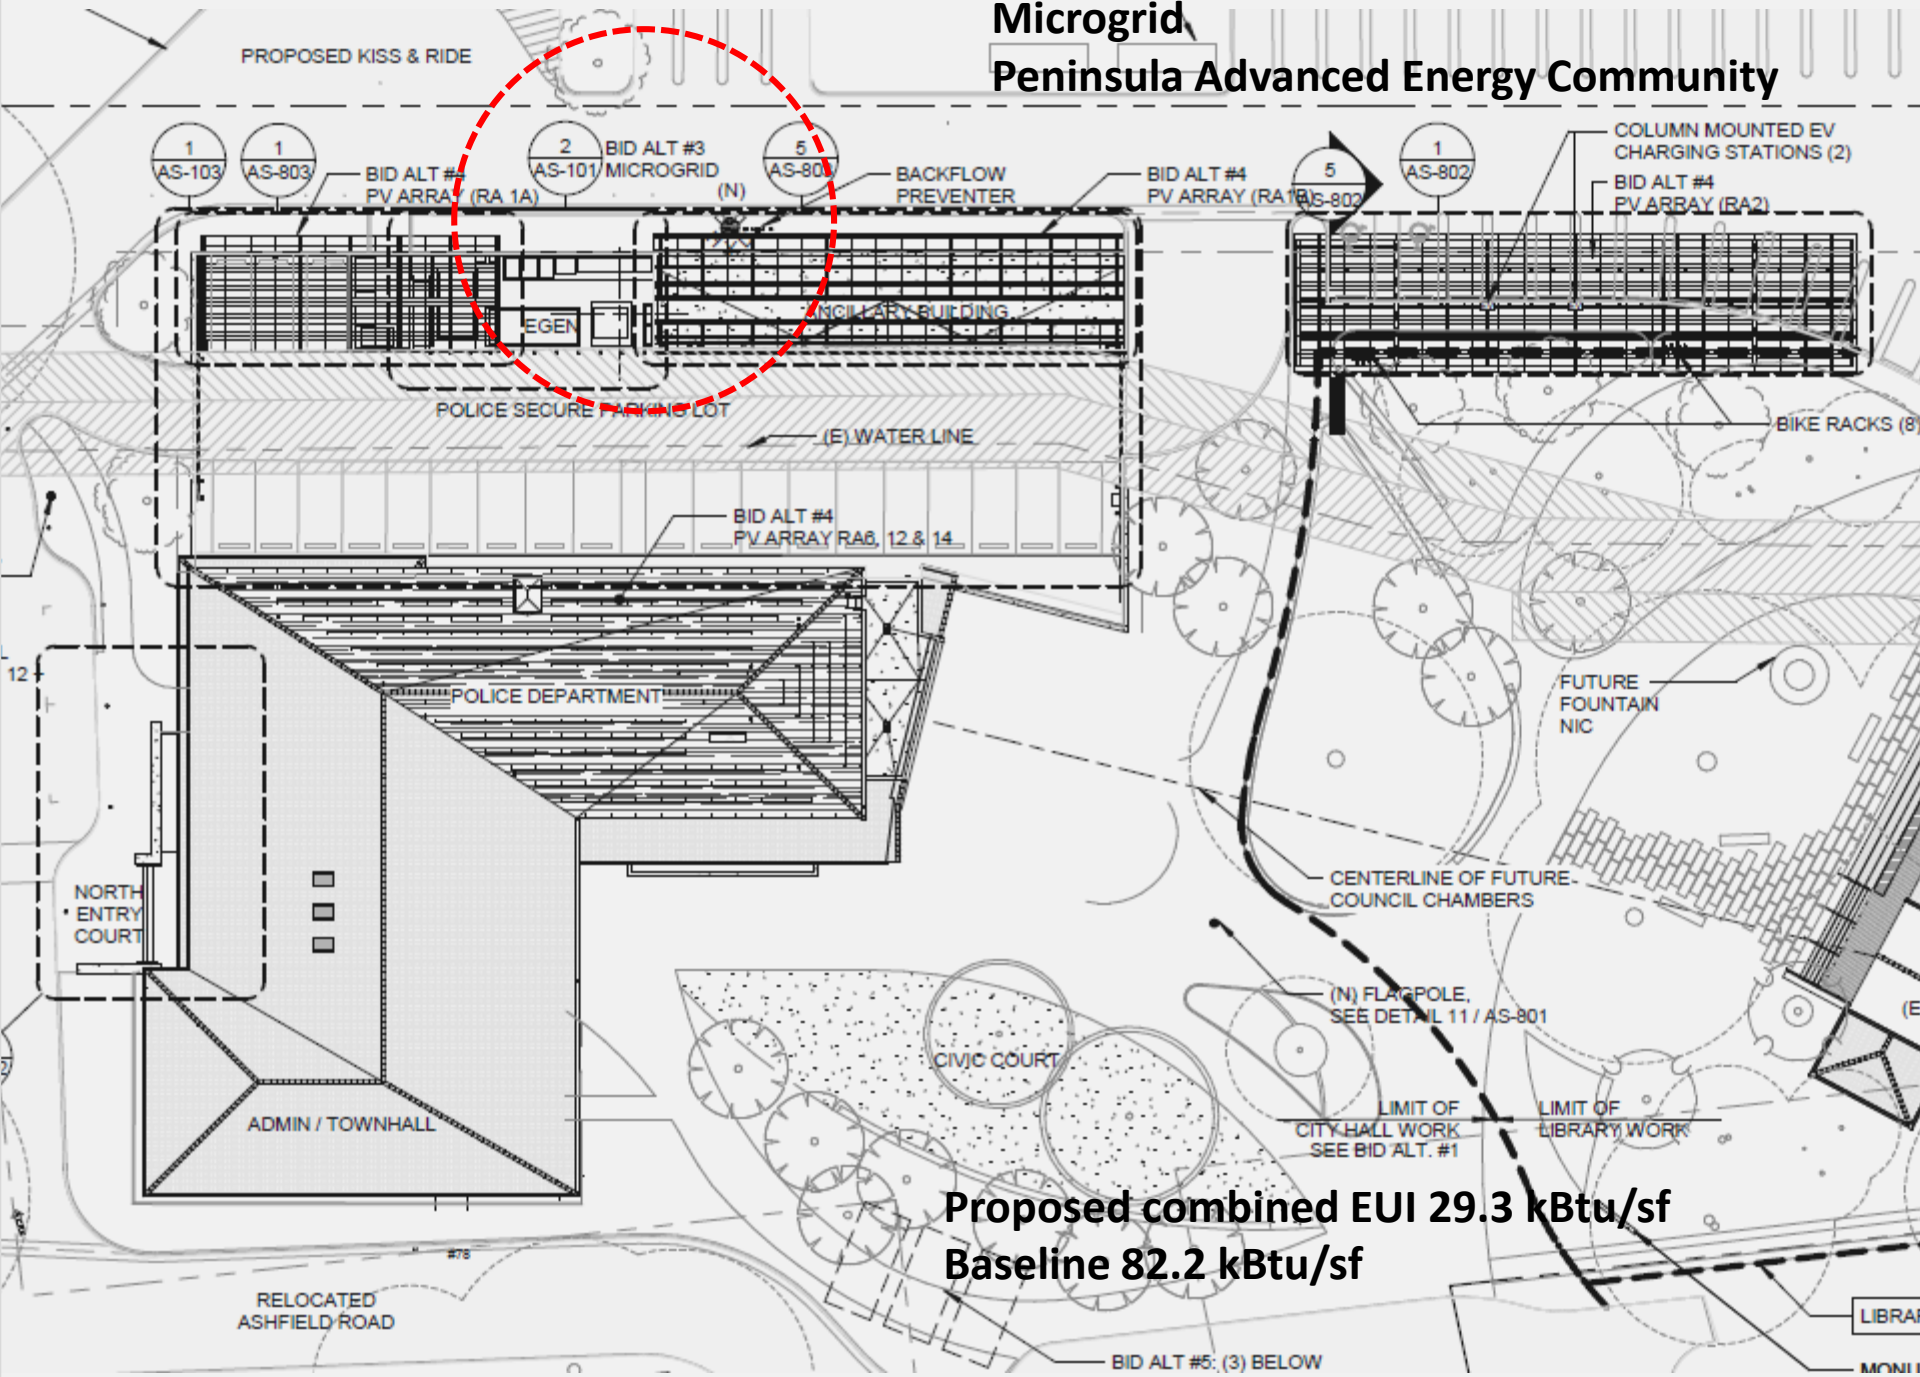 Microgrid
Peninsula Advanced Energy Community
PROPOSED KISS & RIDE
1
AS-103
1
AS-803
BID ALT #4
PV ARRAY (RA 1A)
2
AS-101
BID ALT #3
MICROGRID
(N)
5
BACKFLOW
PREVENTER
BID ALT #4
PV ARRAY (RA1B)
5
AS-802
1
AS-802
COLUMN MOUNTED EV
CHARGING STATIONS (2)
BID ALT #4
PV ARRAY (RA2)
EGEN
ANCILLARY BUILDING
POLICE SECURE PARKING LOT
(E) WATER LINE
BIKE RACKS (8)
BID ALT #4
PV ARRAY RA6, 12 & 14
12
POLICE DEPARTMENT
FUTURE
FOUNTAIN
NIC
NORTH
ENTRY
COURT
CENTERLINE OF FUTURE
COUNCIL CHAMBERS
(N) FLAGPOLE,
SEE DETAIL 11 / AS-801
(E
CIVIC COURT
ADMIN / TOWNHALL
LIMIT OF
CITY HALL WORK
SEE BID ALT. #1
LIMIT OF
LIBRARY WORK
Proposed combined EUI 29.3 kBtu/sf
Baseline 82.2 kBtu/sf
#78
RELOCATED
ASHFIELD ROAD
LIBRA
BID ALT #5: (3) BELOW
MONU